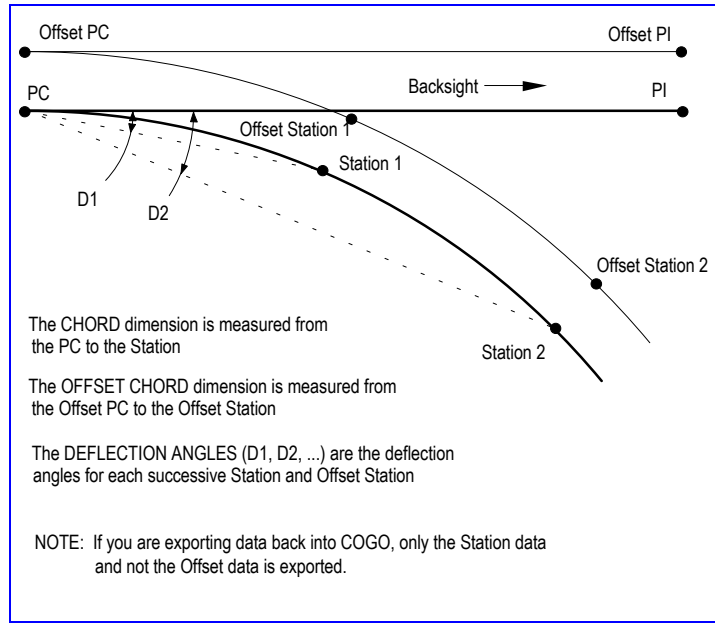 Offset PC
Offset PI
Backsight
PC
PI
Offset Station 1
Station 1
D1
D2
Offset Station 2
Station 2
The CHORD dimension is measured from
the PC to the Station
The OFFSET CHORD dimension is measured from
the Offset PC to the Offset Station
The DEFLECTION ANGLES (D1, D2, ...) are the deflection
angles for each successive Station and Offset Station
NOTE: If you are exporting data back into COGO, only the Station data
and not the Offset data is exported.